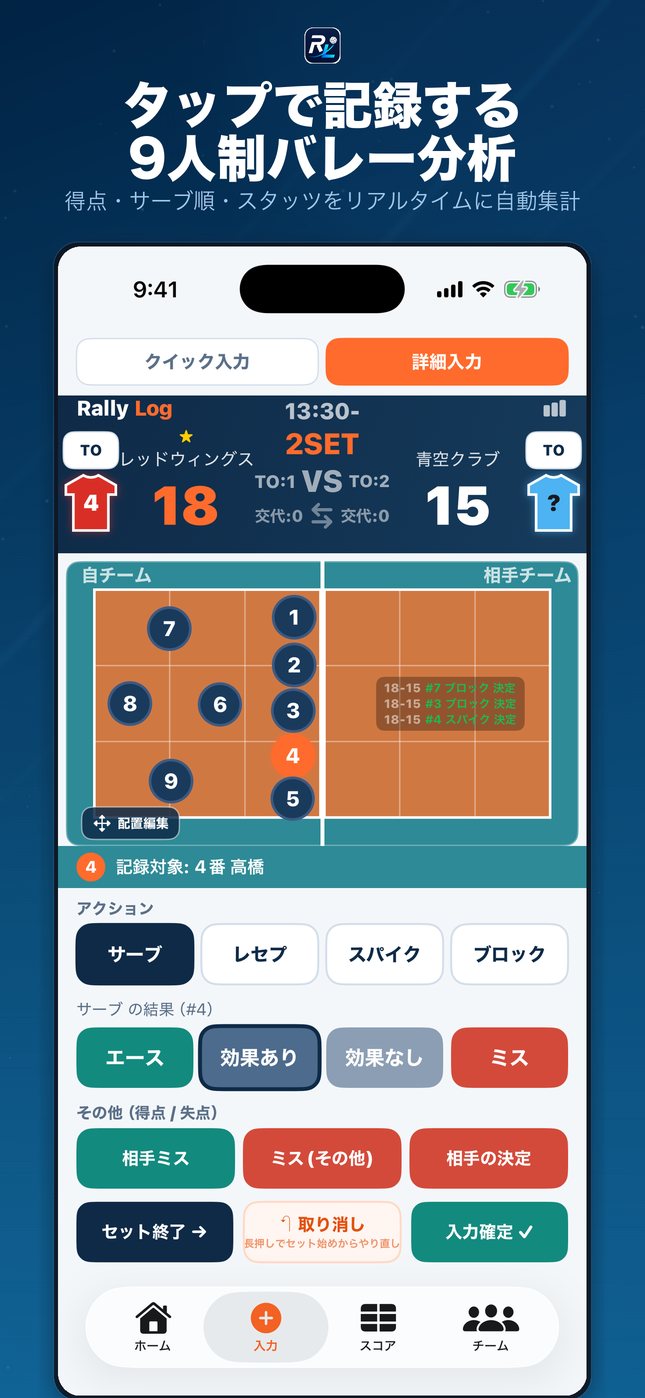 RL
タップで記録する
9人制バレー分析
得点・サーブ順・スタッツをリアルタイムに自動集計
9:41
クイック入力 詳細入力
Rally Log 13:30-
TO 2SET TO
レッドウィングス 青空クラブ
TO:1 VS TO:2
4 18 15 ?
交代:0 交代:0
自チーム 相手チーム
1
7
2
8 6 3
4
9
5
18-15 #7 ブロック 決定
18-15 #3 ブロック 決定
18-15 #4 スパイク 決定
配置編集
4 記録対象: 4番 高橋
アクション
サーブ レセプ スパイク ブロック
サーブ の結果 (#4)
エース 効果あり 効果なし ミス
その他 (得点 / 失点)
相手ミス ミス (その他) 相手の決定
セット終了 → 取り消し 入力確定 ✓
長押しでセット始めからやり直し
ホーム 入力 スコア チーム